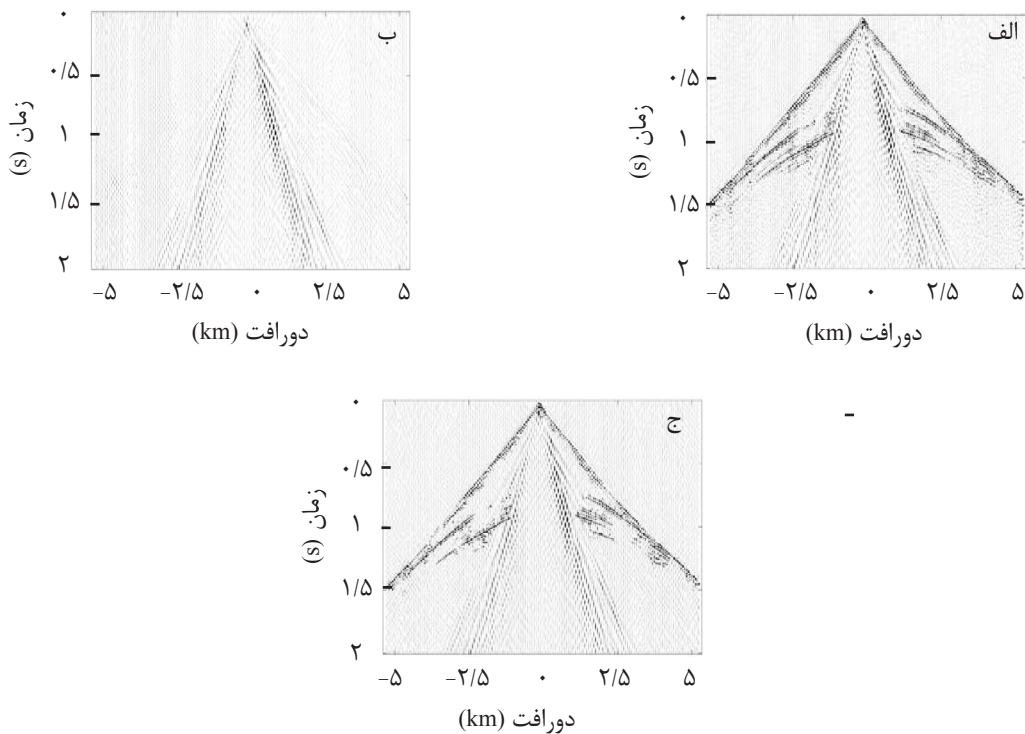 الف
۰
۰/۵
۱
۱/۵
۲
زمان (s)
−۵ −۲/۵ ۰ ۲/۵ ۵
دورافت (km)
ب
۰
۰/۵
۱
۱/۵
۲
زمان (s)
−۵ −۲/۵ ۰ ۲/۵ ۵
دورافت (km)
ج
۰
۰/۵
۱
۱/۵
۲
زمان (s)
−۵ −۲/۵ ۰ ۲/۵ ۵
دورافت (km)